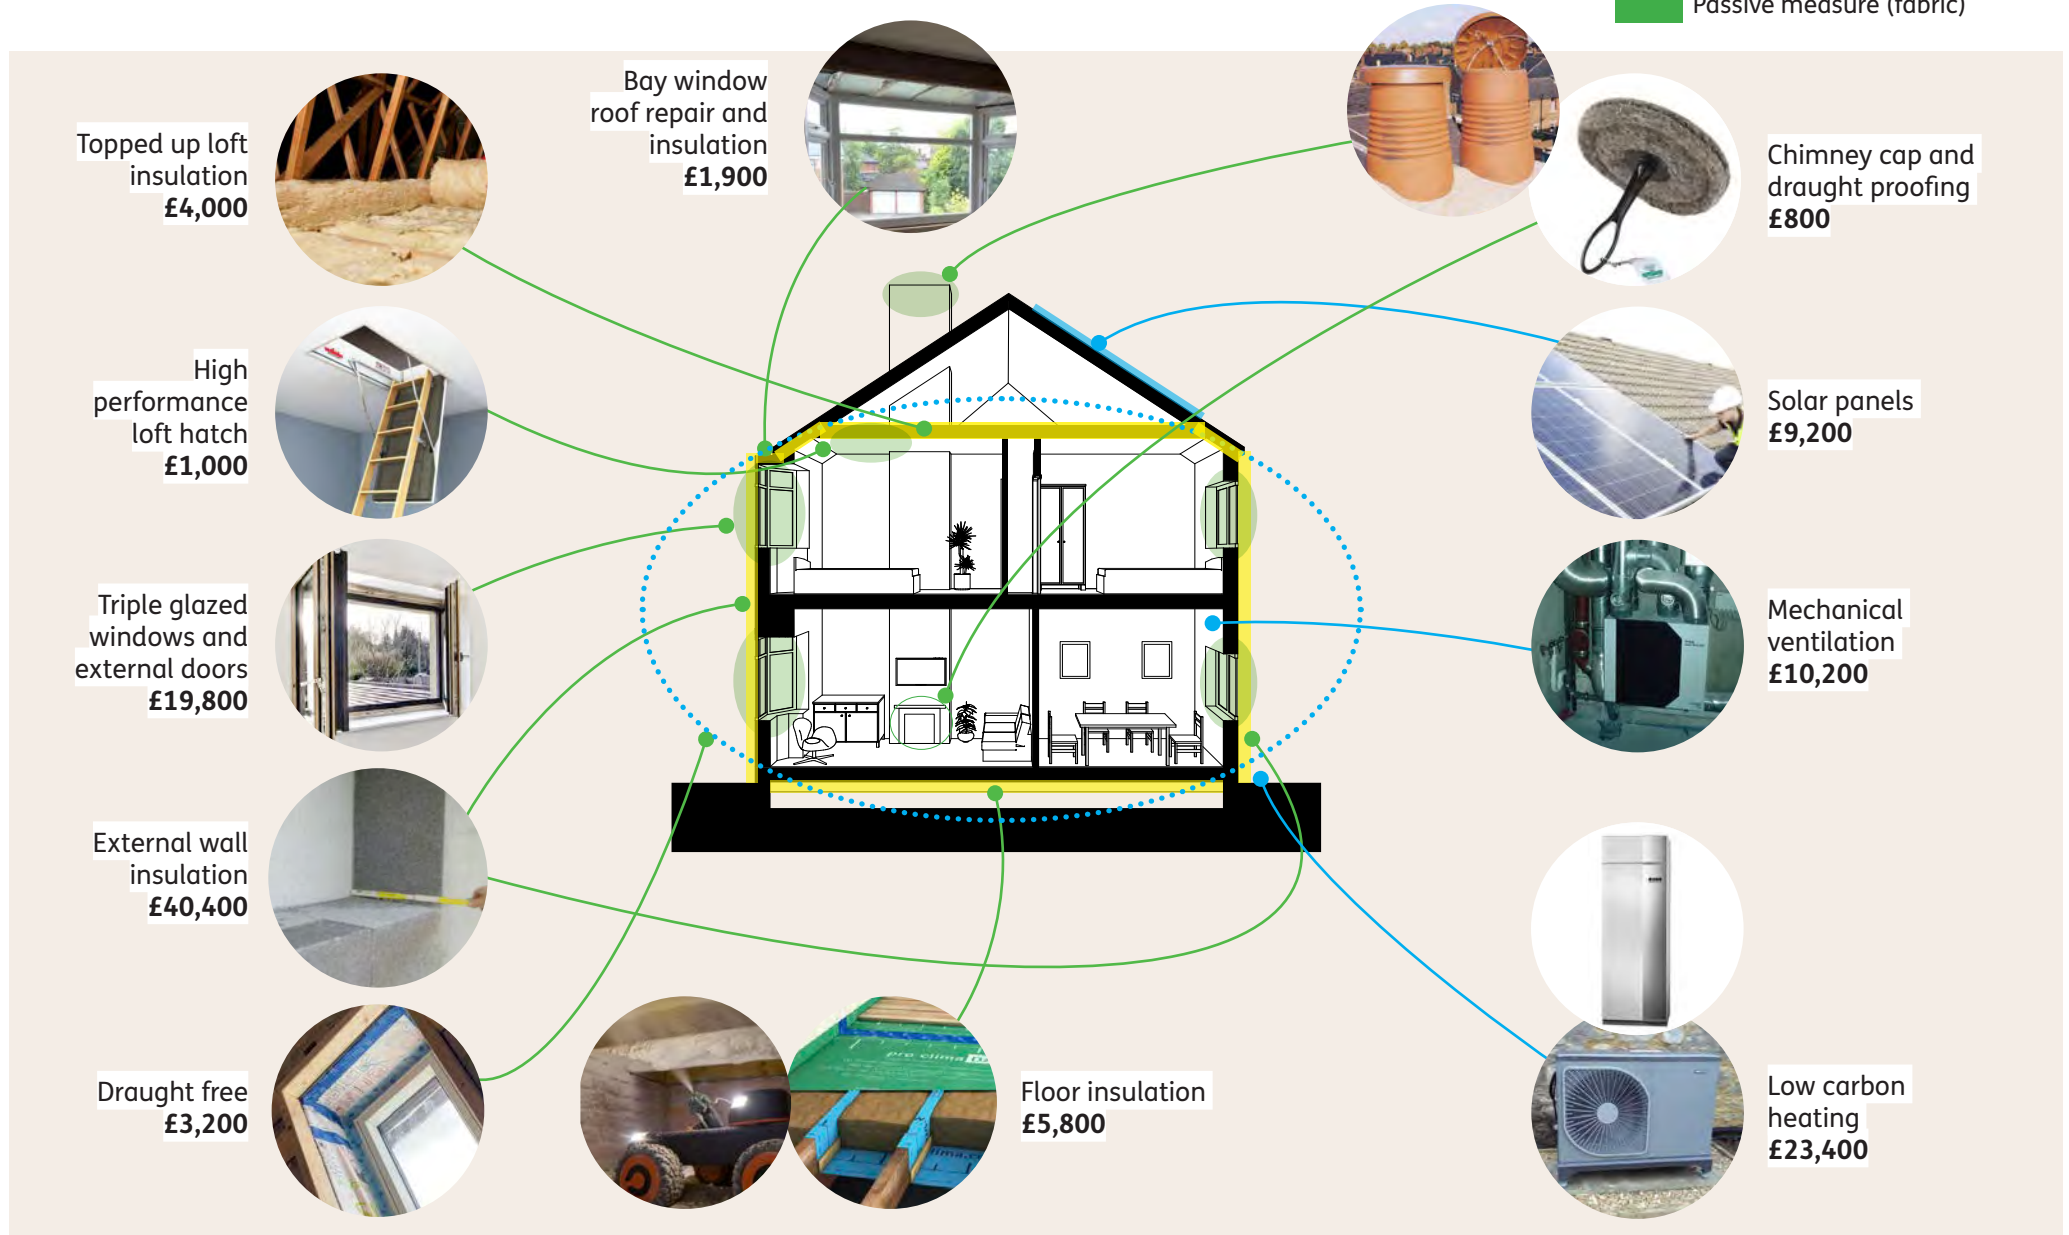 Passive measure (fabric)
Topped up loft
insulation
£4,000
Bay window
roof repair and
insulation
£1,900
Chimney cap and
draught proofing
£800
High
performance
loft hatch
£1,000
Solar panels
£9,200
Triple glazed
windows and
external doors
£19,800
Mechanical
ventilation
£10,200
External wall
insulation
£40,400
Draught free
£3,200
pro clima
Floor insulation
£5,800
Low carbon
heating
£23,400